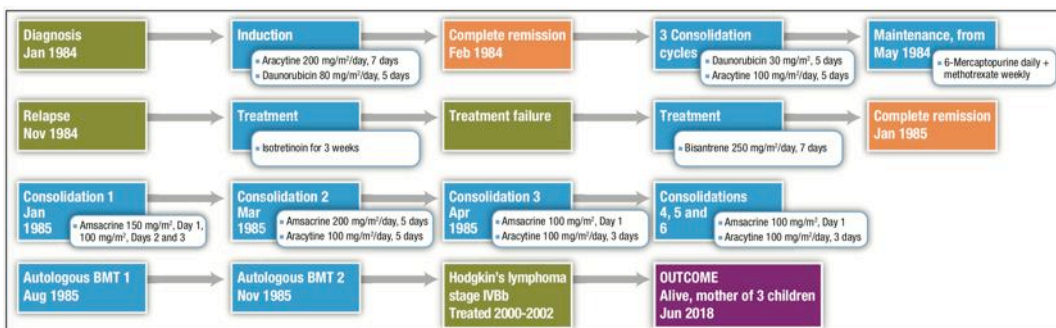 Diagnosis
Jan 1984
Induction
▪ Aracytine 200 mg/m²/day, 7 days
▪ Daunorubicin 80 mg/m²/day, 5 days
Complete remission
Feb 1984
3 Consolidation
cycles
▪ Daunorubicin 30 mg/m², 5 days
▪ Aracytine 100 mg/m²/day, 5 days
Maintenance, from
May 1984
▪ 6-Mercaptopurine daily +
methotrexate weekly
Relapse
Nov 1984
Treatment
▪ Isotretinoin for 3 weeks
Treatment failure
Treatment
▪ Bisantrene 250 mg/m²/day, 7 days
Complete remission
Jan 1985
Consolidation 1
Jan
1985
▪ Amsacrine 150 mg/m², Day 1,
100 mg/m², Days 2 and 3
Consolidation 2
Mar
1985
▪ Amsacrine 200 mg/m²/day, 5 days
▪ Aracytine 100 mg/m²/day, 5 days
Consolidation 3
Apr
1985
▪ Amsacrine 100 mg/m², Day 1
▪ Aracytine 100 mg/m²/day, 3 days
Consolidations
4, 5 and
6
▪ Amsacrine 100 mg/m², Day 1
▪ Aracytine 100 mg/m²/day, 3 days
Autologous BMT 1
Aug 1985
Autologous BMT 2
Nov 1985
Hodgkin's lymphoma
stage IVBb
Treated 2000-2002
OUTCOME
Alive, mother of 3 children
Jun 2018